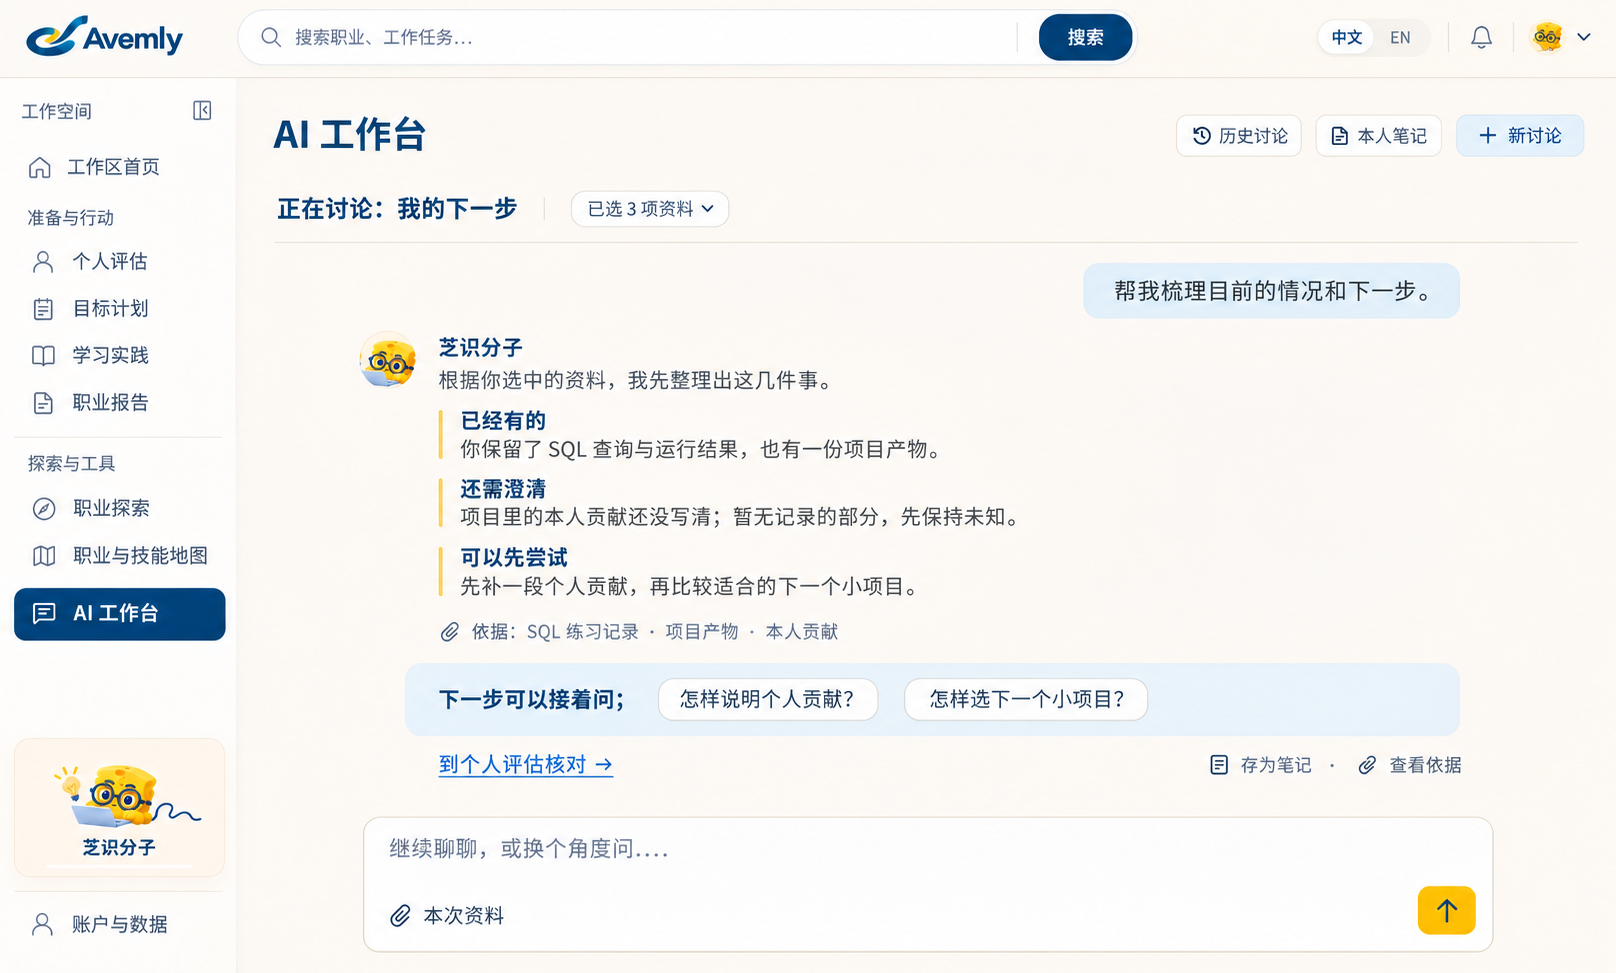 Avemly
搜索职业、工作任务...
搜索
中文
EN
工作空间
工作区首页
准备与行动
个人评估
目标计划
学习实践
职业报告
探索与工具
职业探索
职业与技能地图
AI 工作台
芝识分子
账户与数据
AI 工作台
历史讨论
本人笔记
新讨论
正在讨论：我的下一步
已选 3 项资料
帮我梳理目前的情况和下一步。
芝识分子
根据你选中的资料，我先整理出这几件事。
已经有的
你保留了 SQL 查询与运行结果，也有一份项目产物。
还需澄清
项目里的本人贡献还没写清；暂无记录的部分，先保持未知。
可以先尝试
先补一段个人贡献，再比较适合的下一个小项目。
依据：SQL 练习记录 · 项目产物 · 本人贡献
下一步可以接着问；
怎样说明个人贡献？
怎样选下一个小项目？
到个人评估核对 →
存为笔记 · 查看依据
继续聊聊，或换个角度问....
本次资料